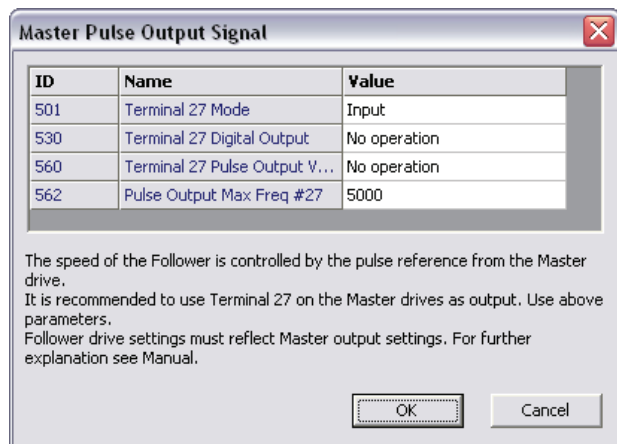 Master Pulse Output Signal
ID Name Value
501 Terminal 27 Mode Input
530 Terminal 27 Digital Output No operation
560 Terminal 27 Pulse Output V... No operation
562 Pulse Output Max Freq #27 5000
The speed of the Follower is controlled by the pulse reference from the Master
drive.
It is recommended to use Terminal 27 on the Master drives as output. Use above
parameters.
Follower drive settings must reflect Master output settings. For further
explanation see Manual.
OK Cancel